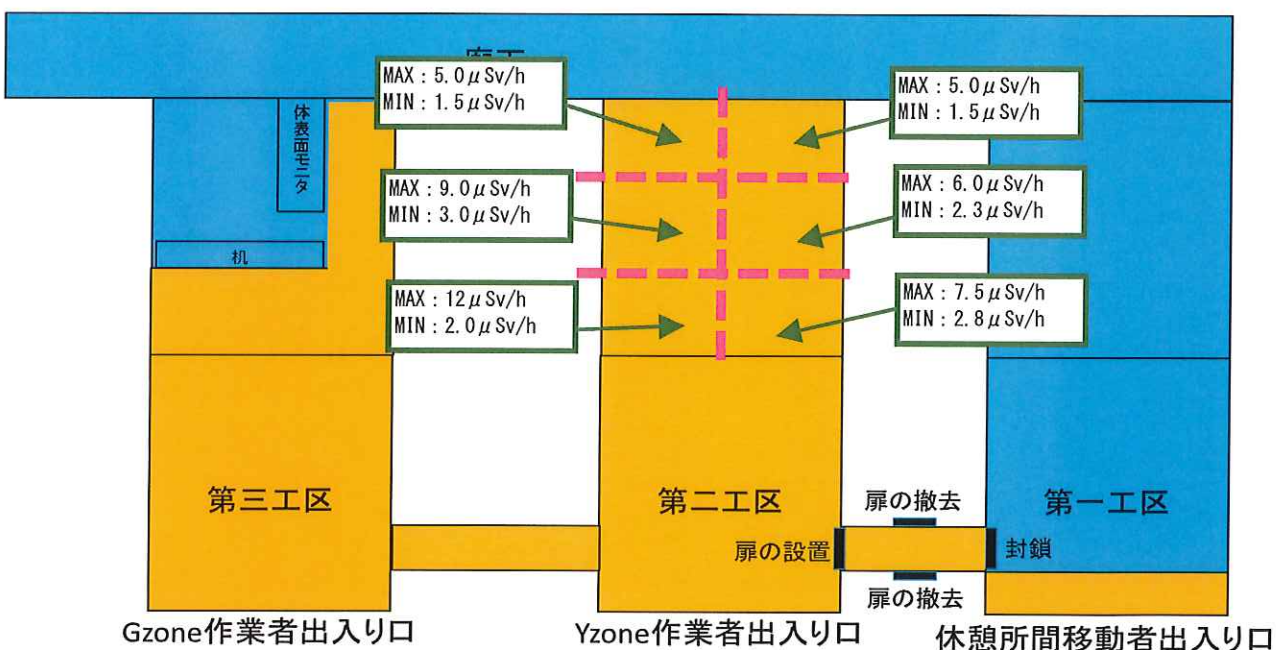 MAX：5.0μSv/h
MIN：1.5μSv/h
MAX：5.0μSv/h
MIN：1.5μSv/h
体表面モニタ
MAX：9.0μSv/h
MIN：3.0μSv/h
MAX：6.0μSv/h
MIN：2.3μSv/h
机
MAX：12μSv/h
MIN：2.0μSv/h
MAX：7.5μSv/h
MIN：2.8μSv/h
第三工区
第二工区
扉の撤去
第一工区
扉の設置
封鎖
扉の撤去
Gzone作業者出入り口
Yzone作業者出入り口
休憩所間移動者出入り口